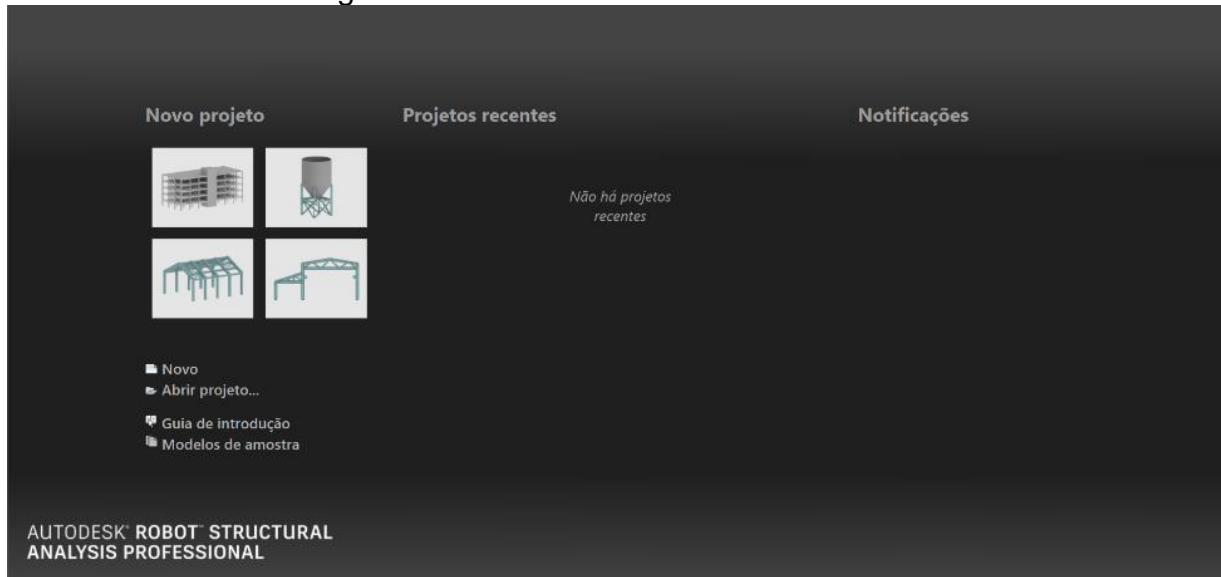 Novo projeto
Projetos recentes
Notificações
Não há projetos
recentes
Novo
Abrir projeto...
Guia de introdução
Modelos de amostra
AUTODESK® ROBOT™ STRUCTURAL
ANALYSIS PROFESSIONAL